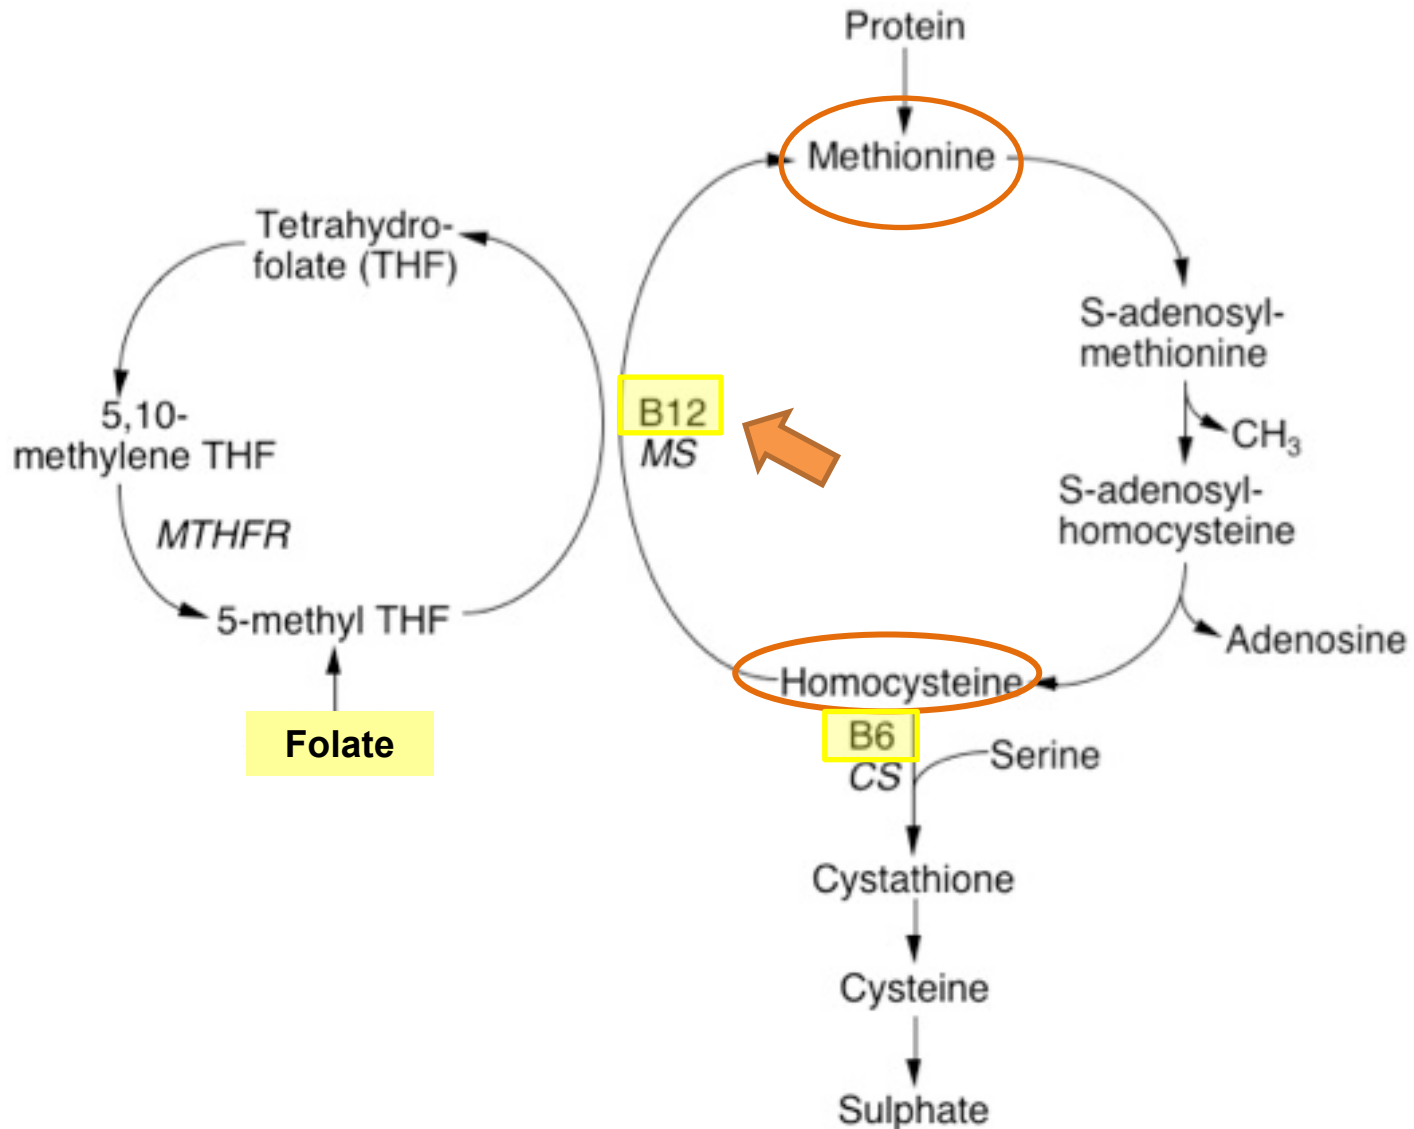 Protein
Methionine
Tetrahydro-
folate (THF)
S-adenosyl-
methionine
5,10-
methylene THF
B12
MS
CH3
S-adenosyl-
homocysteine
MTHFR
5-methyl THF
Adenosine
Homocysteine
Folate
B6
CS
Serine
Cystathione
Cysteine
Sulphate